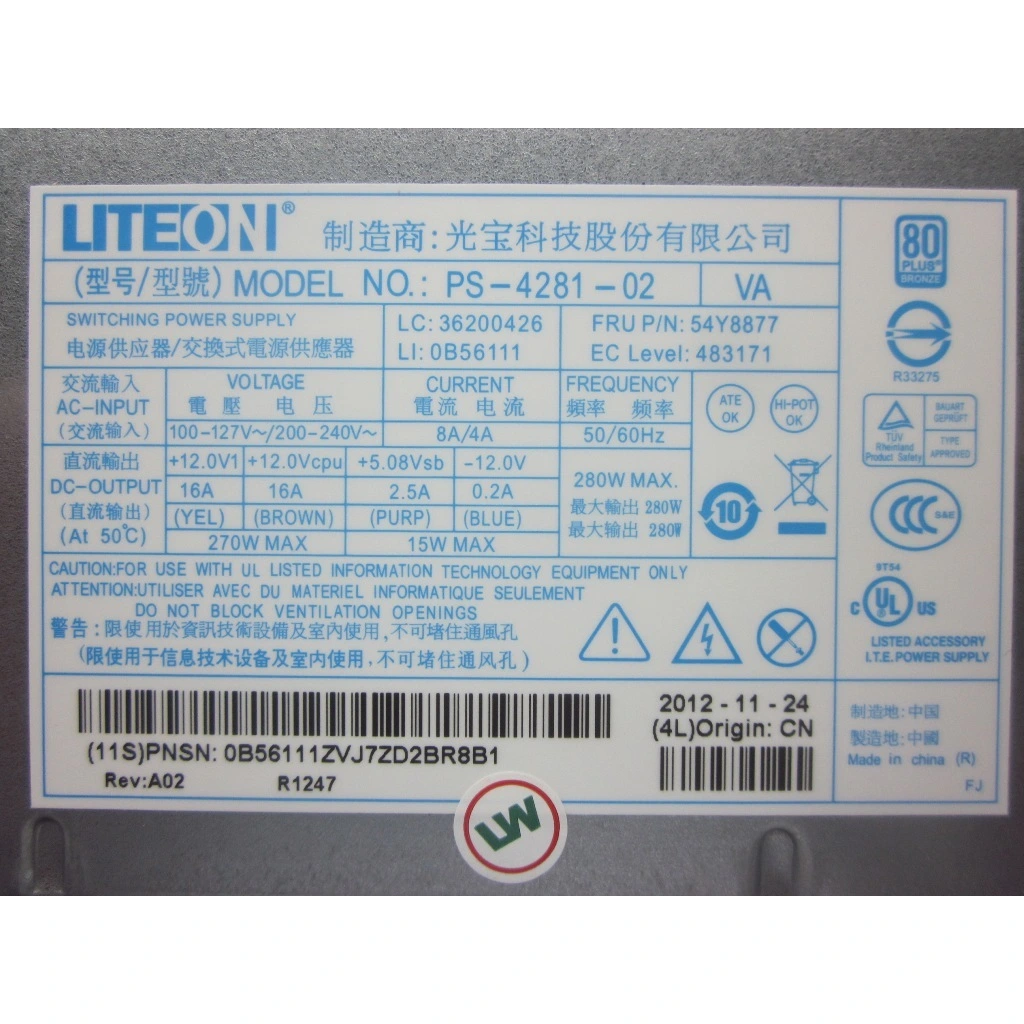 LITEON® 制造商:光宝科技股份有限公司
(型号/型號) MODEL NO.: PS-4281-02 VA
SWITCHING POWER SUPPLY
电源供应器/交換式電源供應器
LC: 36200426
LI: 0B56111
FRU P/N: 54Y8877
EC Level: 483171
交流輸入
AC-INPUT
(交流输入)
VOLTAGE
電壓 电压
100-127V~/200-240V~
CURRENT
電流 电流
8A/4A
FREQUENCY
頻率 频率
50/60Hz
直流輸出
DC-OUTPUT
(直流输出)
(At 50℃)
+12.0V1 +12.0Vcpu +5.08Vsb -12.0V
16A 16A 2.5A 0.2A
(YEL) (BROWN) (PURP) (BLUE)
270W MAX 15W MAX
280W MAX.
最大輸出 280W
最大输出 280W
ATE
OK
HI-POT
OK
10
CAUTION:FOR USE WITH UL LISTED INFORMATION TECHNOLOGY EQUIPMENT ONLY
ATTENTION:UTILISER AVEC DU MATERIEL INFORMATIQUE SEULEMENT
DO NOT BLOCK VENTILATION OPENINGS
警告:限使用於資訊技術設備及室內使用,不可堵住通風孔
(限使用于信息技术设备及室内使用,不可堵住通风孔)
(11S)PNSN: 0B56111ZVJ7ZD2BR8B1
Rev:A02 R1247
2012-11-24
(4L)Origin: CN
80
PLUS®
BRONZE
R33275
TÜV
Rheinland
Product Safety
BAUART
GEPRÜFT
TYPE
APPROVED
CCC S&E
9T54
c UL US
LISTED ACCESSORY
I.T.E. POWER SUPPLY
制造地:中国
製造地:中國
Made in china (R)
FJ
LW